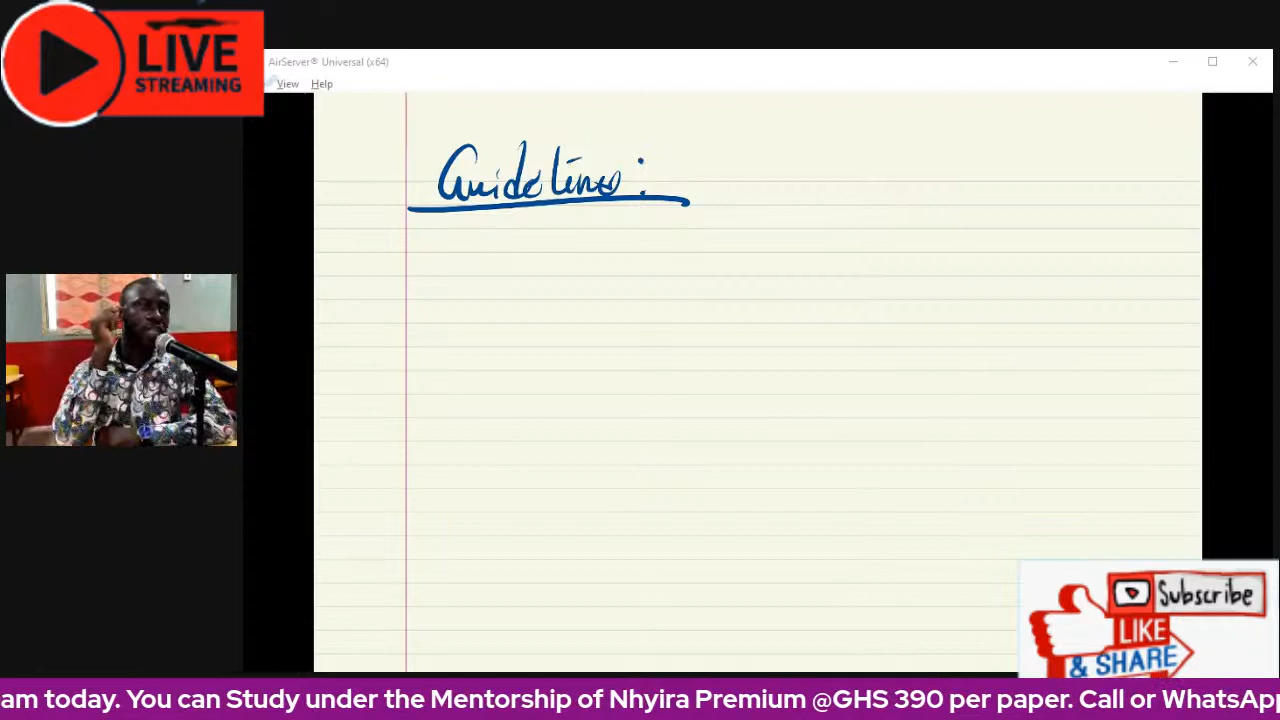 LIVE
STREAMING
AirServer® Universal (x64)
View Help
Guidelines:
Subscribe
LIKE
& SHARE
am today. You can Study under the Mentorship of Nhyira Premium @GHS 390 per paper. Call or WhatsApp